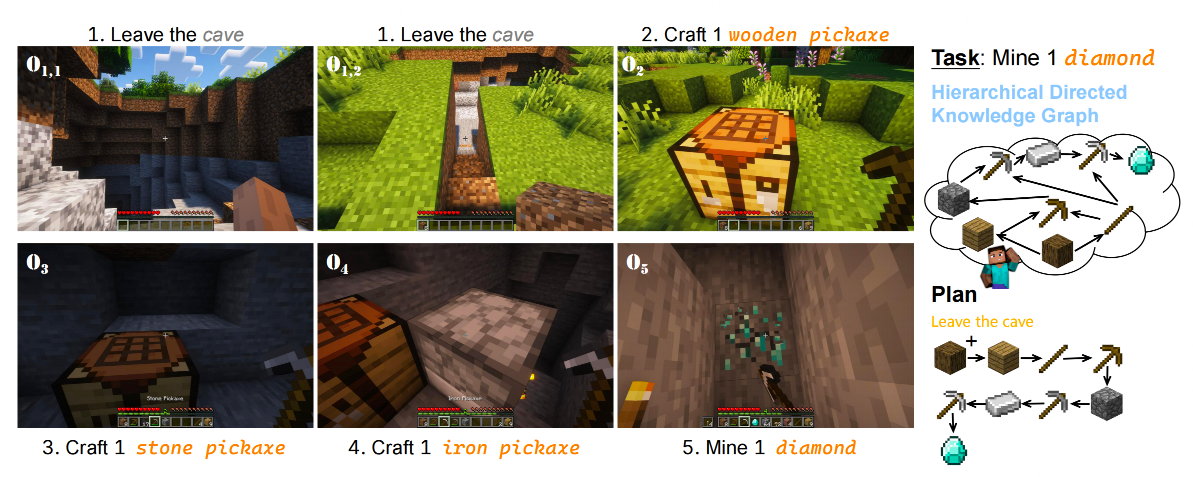 1. Leave the cave
1. Leave the cave
2. Craft 1 wooden pickaxe
O1,1
O1,2
O2
Task: Mine 1 diamond
Hierarchical Directed
Knowledge Graph
O3
O4
O5
Stone Pickaxe
Iron Pickaxe
3. Craft 1 stone pickaxe
4. Craft 1 iron pickaxe
5. Mine 1 diamond
Plan
Leave the cave
+